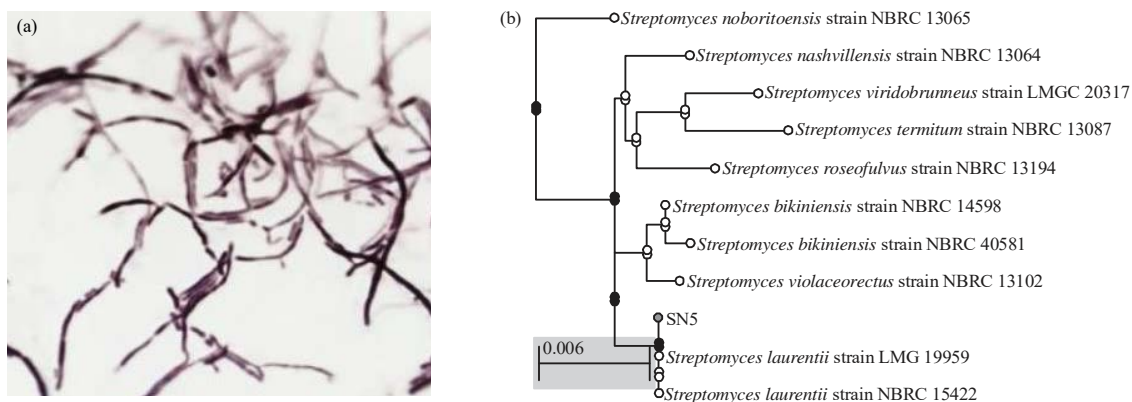 (a)
(b)
Streptomyces noboritoensis strain NBRC 13065
Streptomyces nashvillensis strain NBRC 13064
Streptomyces viridobrunneus strain LMGC 20317
Streptomyces termitum strain NBRC 13087
Streptomyces roseofulvus strain NBRC 13194
Streptomyces bikiniensis strain NBRC 14598
Streptomyces bikiniensis strain NBRC 40581
Streptomyces violaceorectus strain NBRC 13102
SN5
0.006
Streptomyces laurentii strain LMG 19959
Streptomyces laurentii strain NBRC 15422